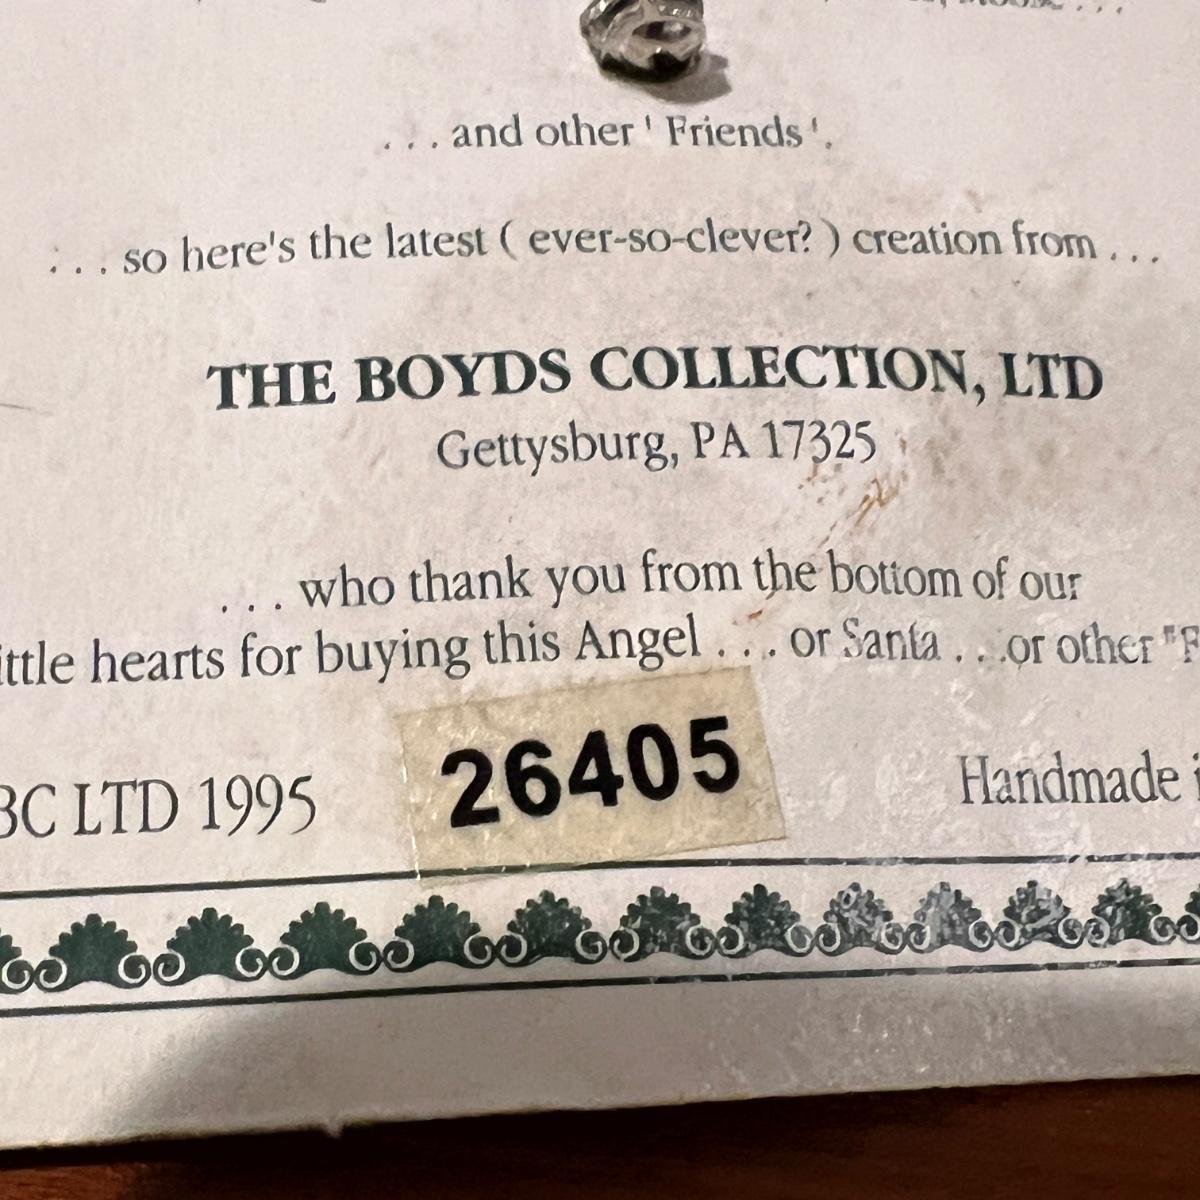 . . . and other ' Friends '.
. . . so here's the latest ( ever-so-clever? ) creation from . . .
THE BOYDS COLLECTION, LTD
Gettysburg, PA 17325
. . . who thank you from the bottom of our
ittle hearts for buying this Angel . . . or Santa . . .or other "F
26405
BC LTD 1995
Handmade i